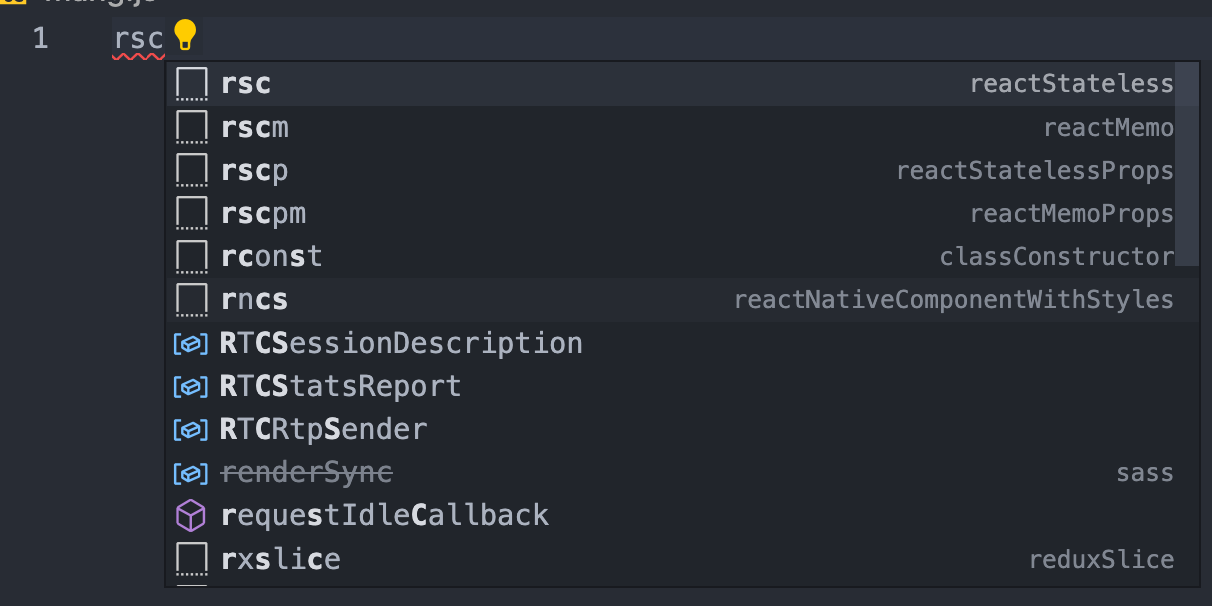 1 rsc
rsc reactStateless
rscm reactMemo
rscp reactStatelessProps
rscpm reactMemoProps
rconst classConstructor
rncs reactNativeComponentWithStyles
RTCSessionDescription
RTCStatsReport
RTCRtpSender
renderSync sass
requestIdleCallback
rxslice reduxSlice